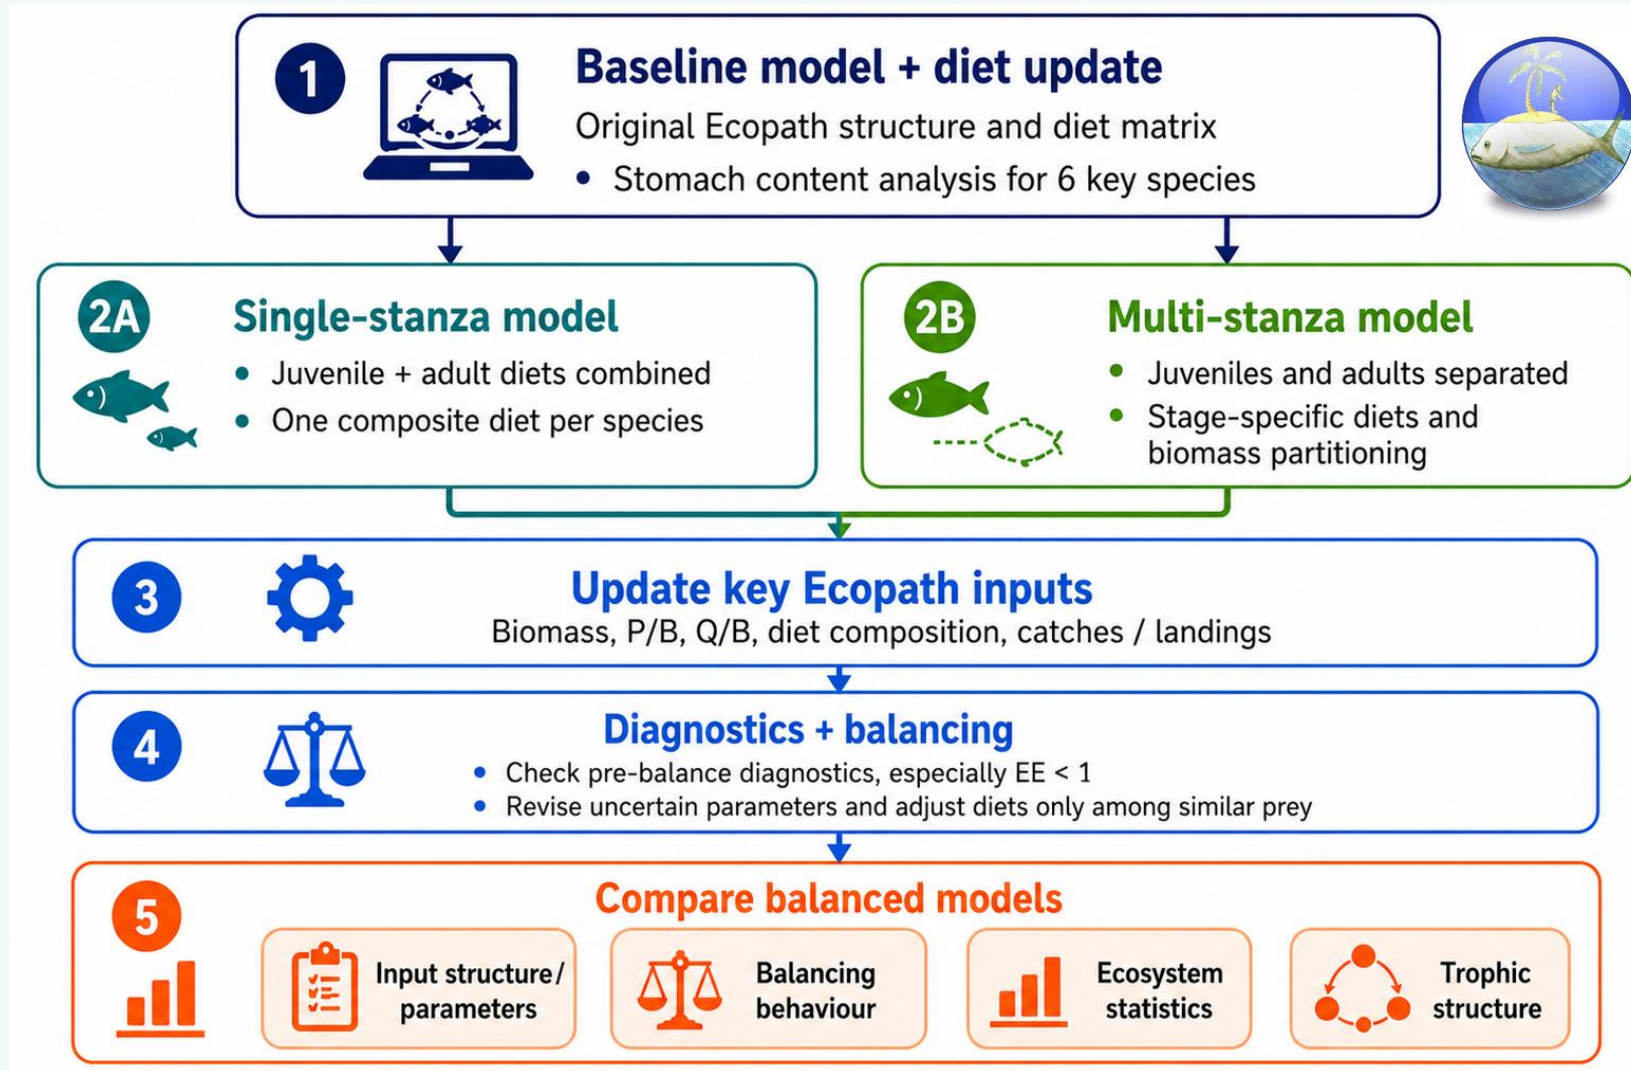 1
Baseline model + diet update
Original Ecopath structure and diet matrix
• Stomach content analysis for 6 key species
2A
Single-stanza model
• Juvenile + adult diets combined
• One composite diet per species
2B
Multi-stanza model
• Juveniles and adults separated
• Stage-specific diets and
biomass partitioning
3
Update key Ecopath inputs
Biomass, P/B, Q/B, diet composition, catches / landings
4
Diagnostics + balancing
• Check pre-balance diagnostics, especially EE < 1
• Revise uncertain parameters and adjust diets only among similar prey
5
Compare balanced models
Input structure/
parameters
Balancing
behaviour
Ecosystem
statistics
Trophic
structure